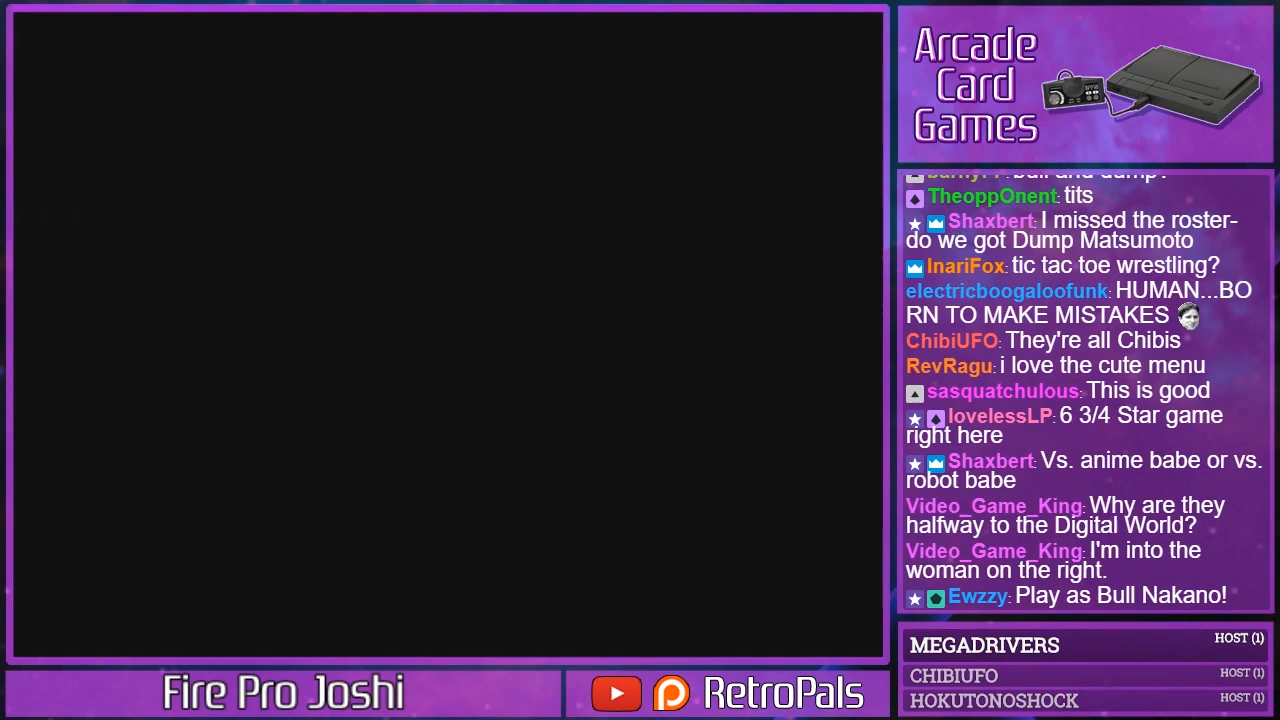 Arcade
Card
Games
TheoppOnent: tits
Shaxbert: I missed the roster-
do we got Dump Matsumoto
InariFox: tic tac toe wrestling?
electricboogaloofunk: HUMAN...BO
RN TO MAKE MISTAKES
ChibiUFO: They're all Chibis
RevRagu: i love the cute menu
sasquatchulous: This is good
lovelessLP: 6 3/4 Star game
right here
Shaxbert: Vs. anime babe or vs.
robot babe
Video_Game_King: Why are they
halfway to the Digital World?
Video_Game_King: I'm into the
woman on the right.
Ewzzy: Play as Bull Nakano!
MEGADRIVERS HOST (1)
CHIBIUFO HOST (1)
HOKUTONOSHOCK HOST (1)
Fire Pro Joshi
RetroPals